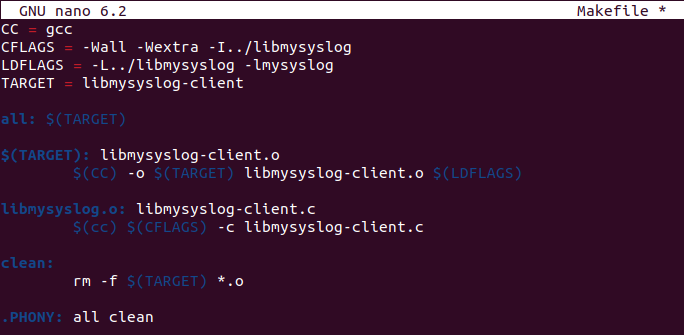 GNU nano 6.2 Makefile *
CC = gcc
CFLAGS = -Wall -Wextra -I../libmysyslog
LDFLAGS = -L../libmysyslog -lmysyslog
TARGET = libmysyslog-client
all: $(TARGET)
$(TARGET): libmysyslog-client.o
$(CC) -o $(TARGET) libmysyslog-client.o $(LDFLAGS)
libmysyslog.o: libmysyslog-client.c
$(cc) $(CFLAGS) -c libmysyslog-client.c
clean:
rm -f $(TARGET) *.o
.PHONY: all clean